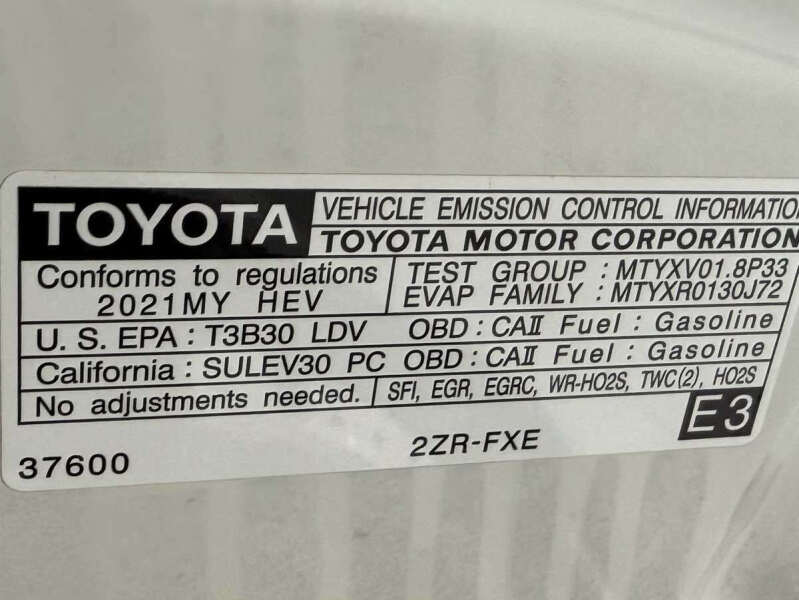 TOYOTA
VEHICLE EMISSION CONTROL INFORMATIO
TOYOTA MOTOR CORPORATION
Conforms to regulations
2021MY HEV
TEST GROUP : MTYXV01.8P33
EVAP FAMILY : MTYXR0130J72
U. S. EPA : T3B30 LDV OBD : CAII Fuel : Gasoline
California : SULEV30 PC OBD : CAII Fuel : Gasoline
No adjustments needed.
SFI, EGR, EGRC, WR-HO2S, TWC(2), HO2S
37600
2ZR-FXE
E3